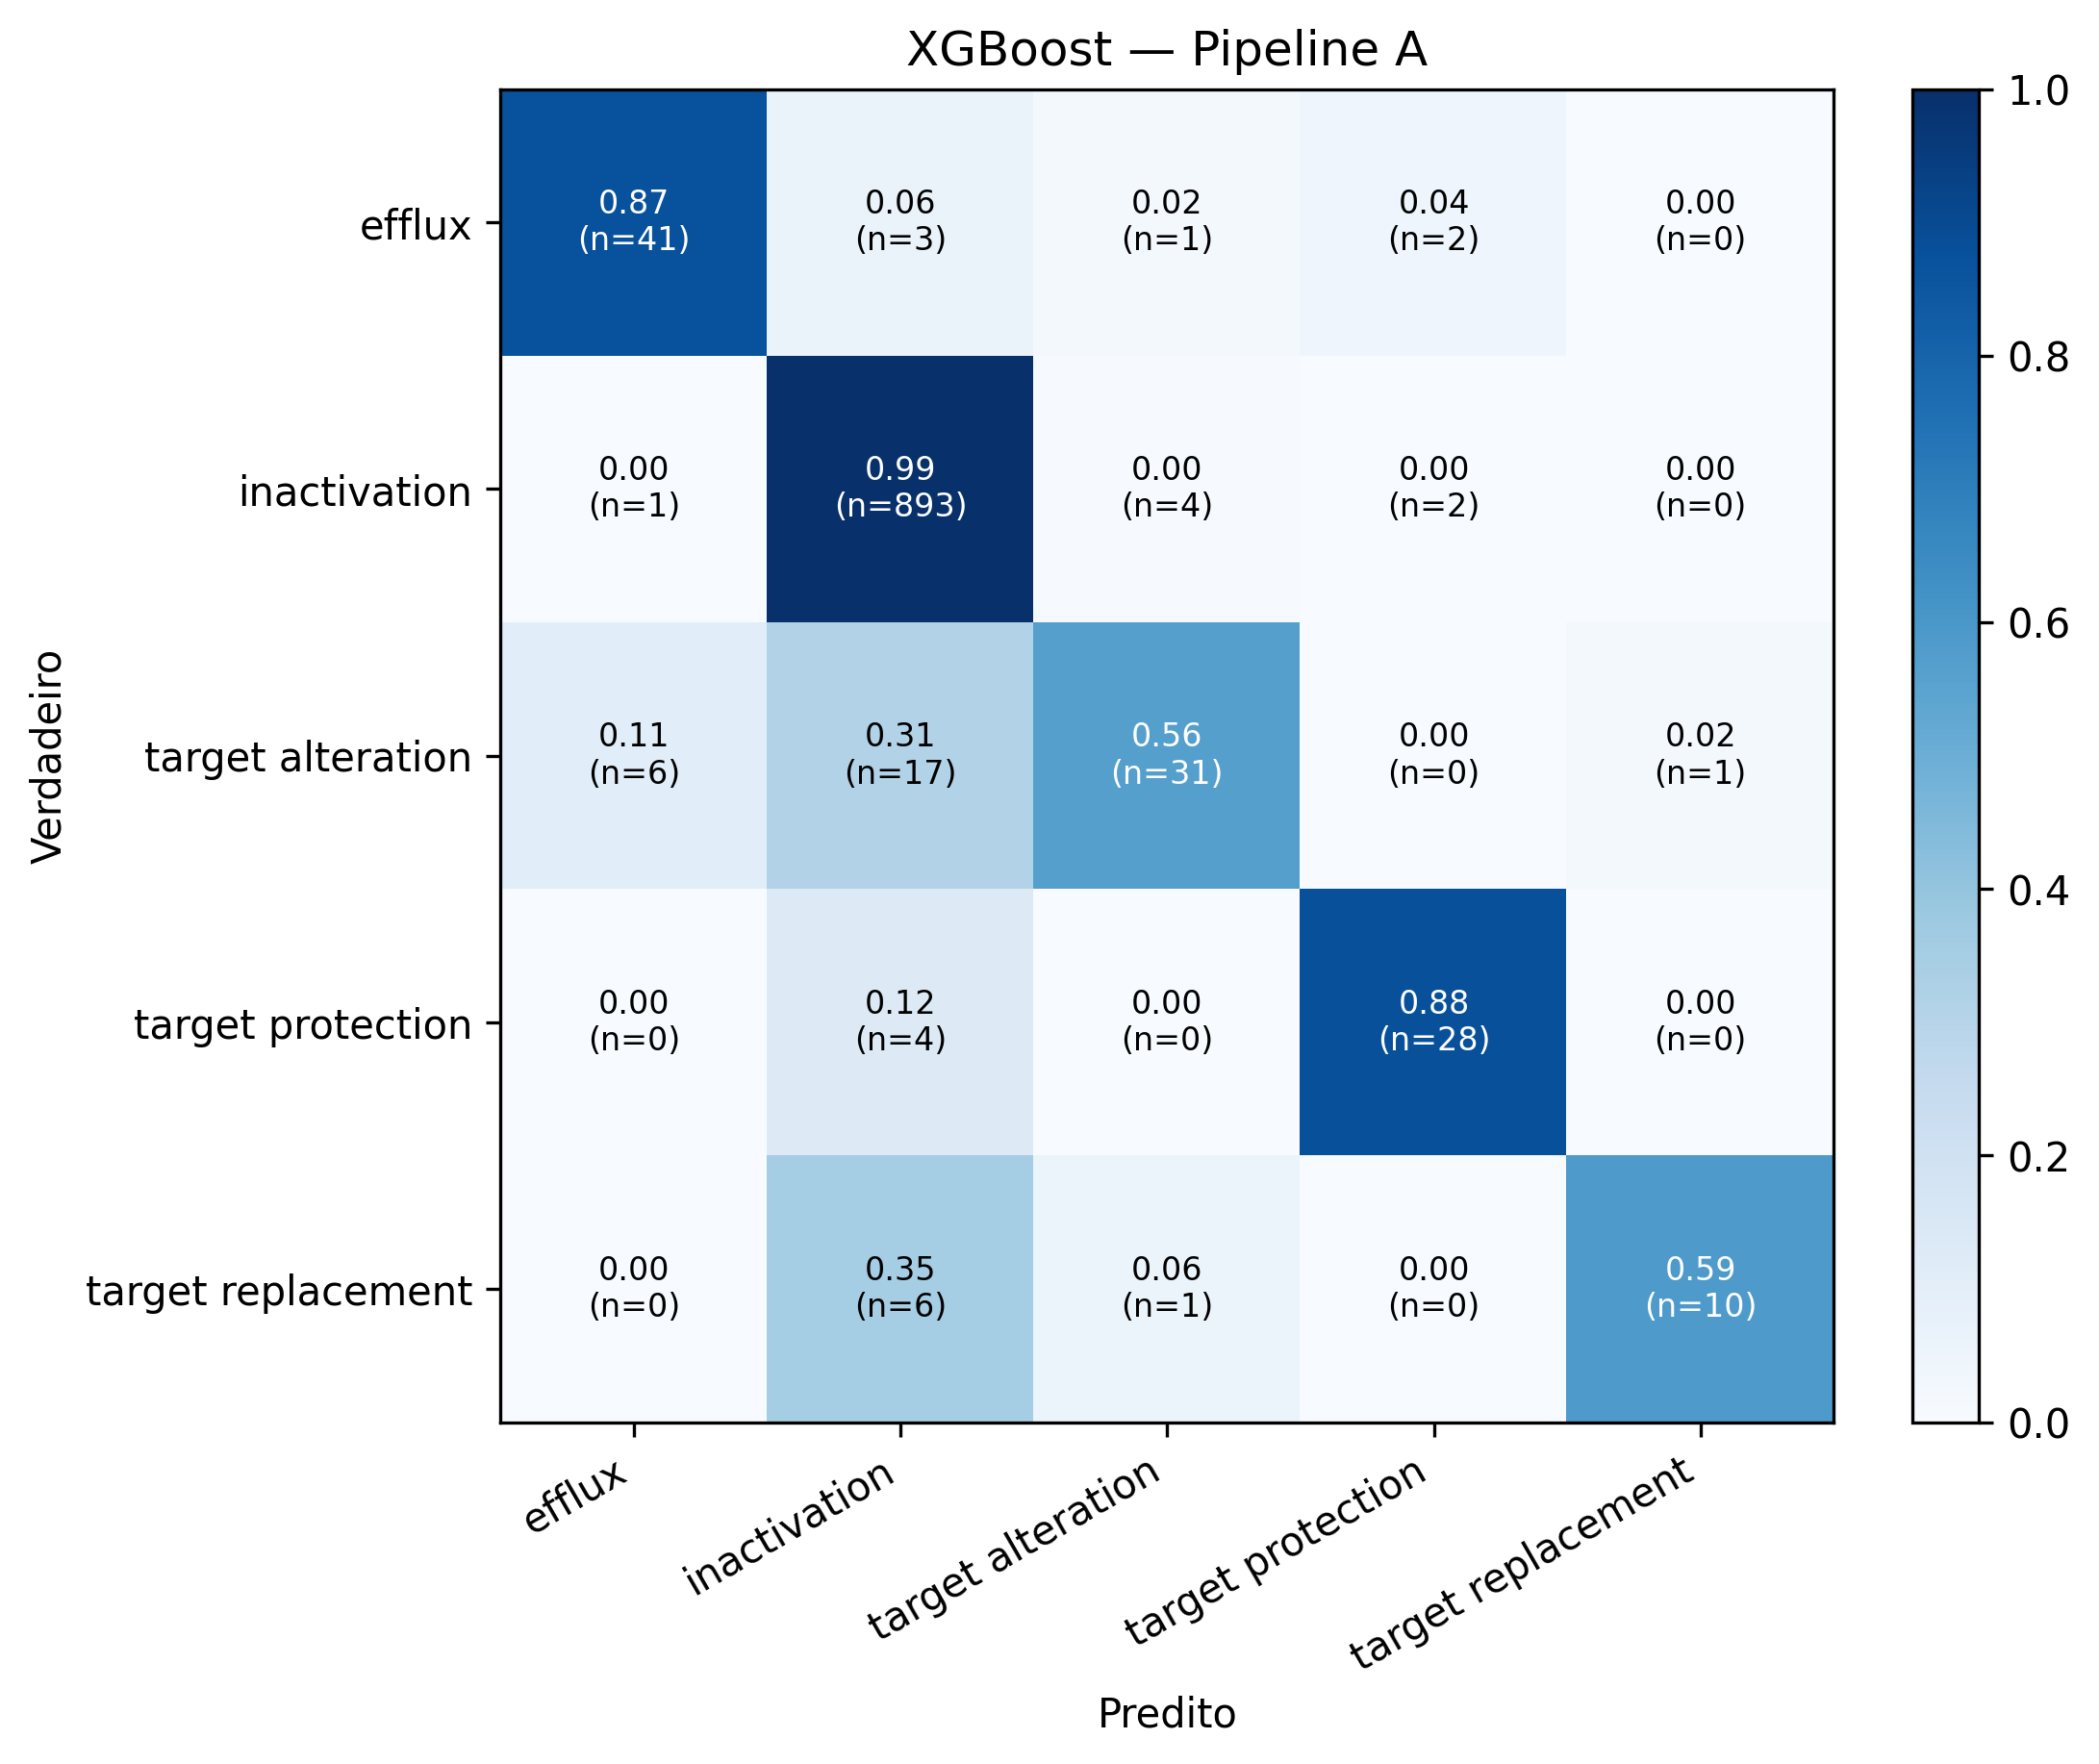 XGBoost — Pipeline A
Verdadeiro
efflux
0.87
(n=41)
0.06
(n=3)
0.02
(n=1)
0.04
(n=2)
0.00
(n=0)
inactivation
0.00
(n=1)
0.99
(n=893)
0.00
(n=4)
0.00
(n=2)
0.00
(n=0)
target alteration
0.11
(n=6)
0.31
(n=17)
0.56
(n=31)
0.00
(n=0)
0.02
(n=1)
target protection
0.00
(n=0)
0.12
(n=4)
0.00
(n=0)
0.88
(n=28)
0.00
(n=0)
target replacement
0.00
(n=0)
0.35
(n=6)
0.06
(n=1)
0.00
(n=0)
0.59
(n=10)
efflux
inactivation
target alteration
target protection
target replacement
Predito
1.0
0.8
0.6
0.4
0.2
0.0